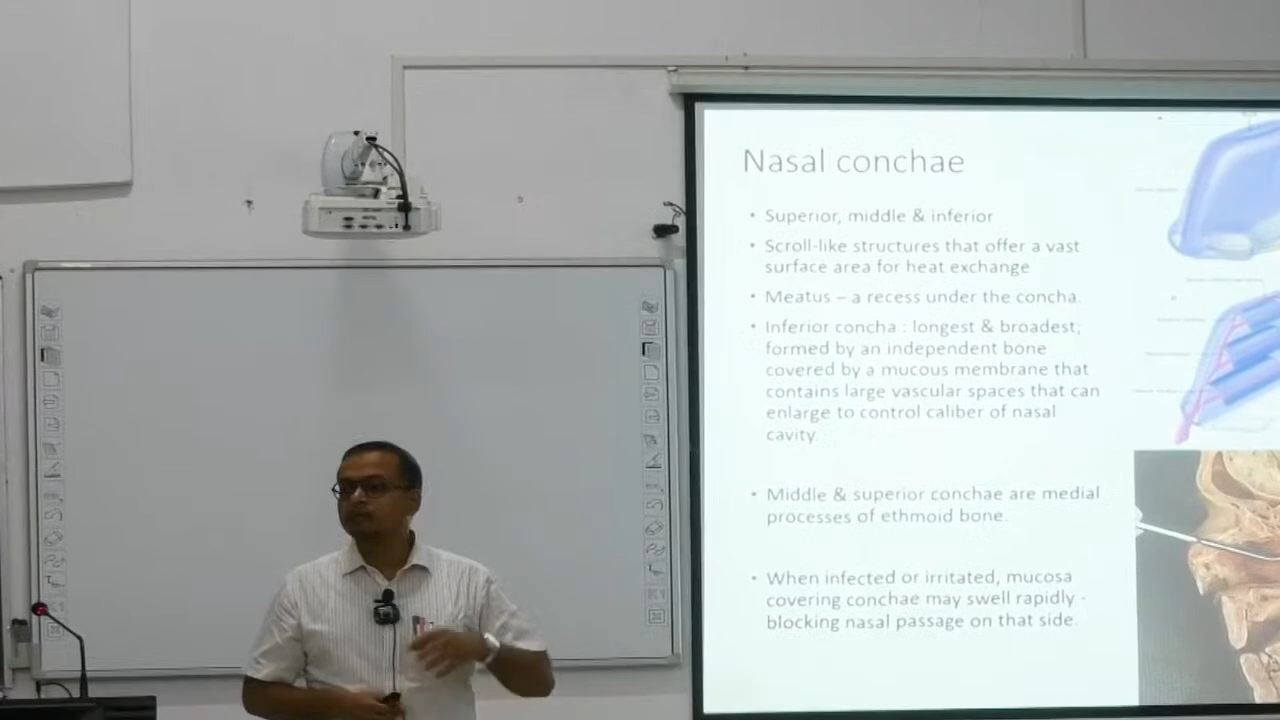 Nasal conchae
• Superior, middle & inferior
• Scroll-like structures that offer a vast
surface area for heat exchange
• Meatus – a recess under the concha.
• Inferior concha : longest & broadest;
formed by an independent bone
covered by a mucous membrane that
contains large vascular spaces that can
enlarge to control caliber of nasal
cavity.
• Middle & superior conchae are medial
processes of ethmoid bone.
• When infected or irritated, mucosa
covering conchae may swell rapidly -
blocking nasal passage on that side.